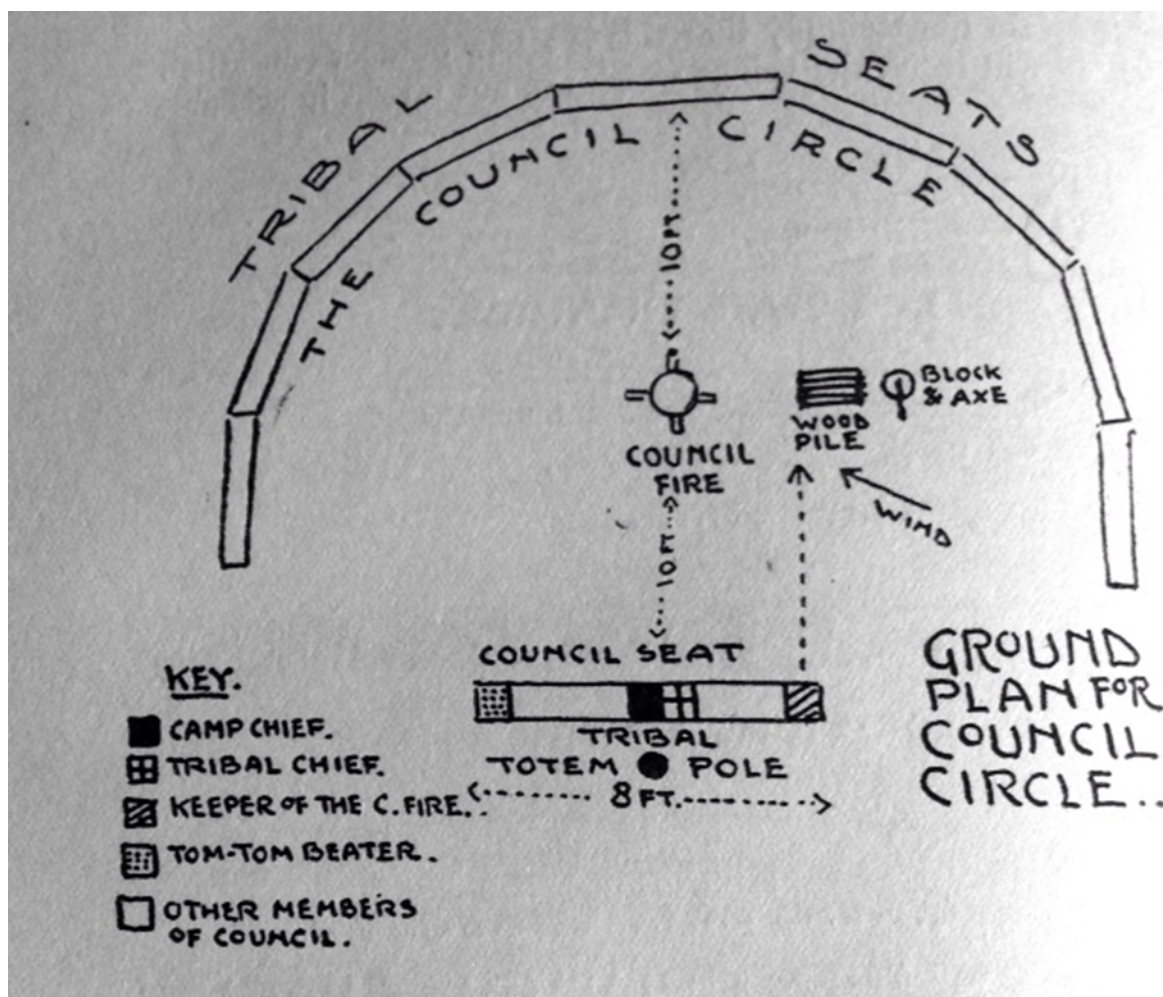 TRIBAL SEATS
THE COUNCIL CIRCLE
10FT
BLOCK
& AXE
WOOD
PILE
COUNCIL
FIRE
WIND
10FT
COUNCIL SEAT
TRIBAL
TOTEM POLE
8 FT.
KEY.
CAMP CHIEF.
TRIBAL CHIEF.
KEEPER OF THE C. FIRE.
TOM-TOM BEATER.
OTHER MEMBERS
OF COUNCIL.
GROUND
PLAN FOR
COUNCIL
CIRCLE..